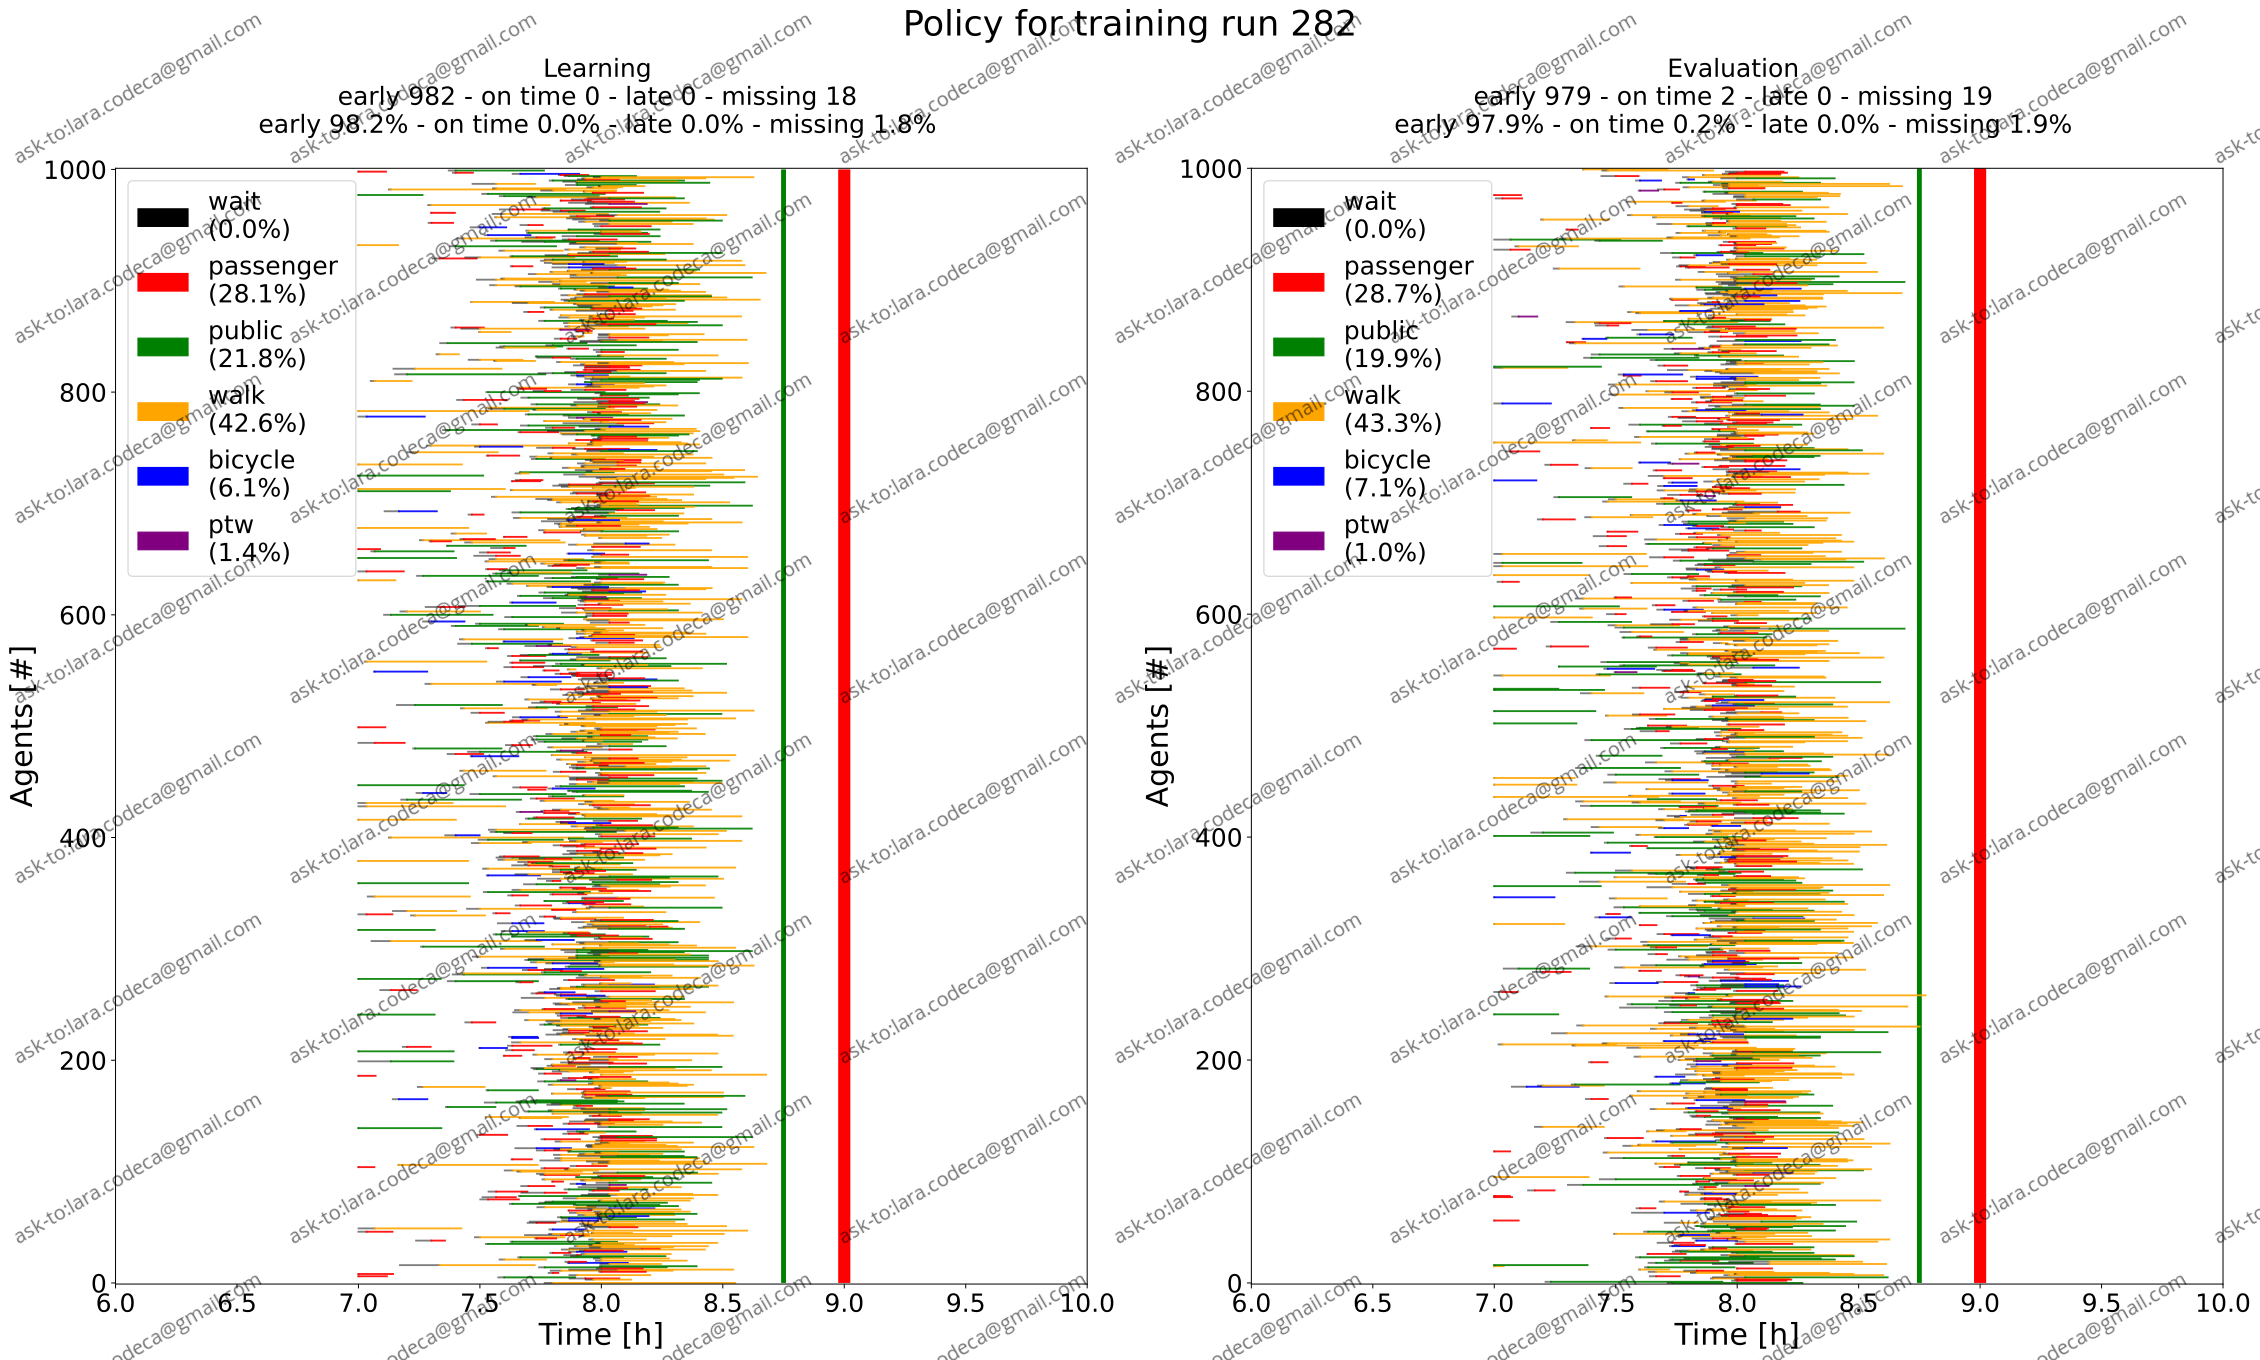 Policy for training run 282
Learning
early 982 - on time 0 - late 0 - missing 18
early 98.2% - on time 0.0% - late 0.0% - missing 1.8%
Agents [#]
1000
800
600
400
200
0
wait
(0.0%)
passenger
(28.1%)
public
(21.8%)
walk
(42.6%)
bicycle
(6.1%)
ptw
(1.4%)
6.0 6.5 7.0 7.5 8.0 8.5 9.0 9.5 10.0
Time [h]
Evaluation
early 979 - on time 2 - late 0 - missing 19
early 97.9% - on time 0.2% - late 0.0% - missing 1.9%
Agents [#]
1000
800
600
400
200
0
wait
(0.0%)
passenger
(28.7%)
public
(19.9%)
walk
(43.3%)
bicycle
(7.1%)
ptw
(1.0%)
6.0 6.5 7.0 7.5 8.0 8.5 9.0 9.5 10.0
Time [h]
ask-to:lara.codeca@gmail.com